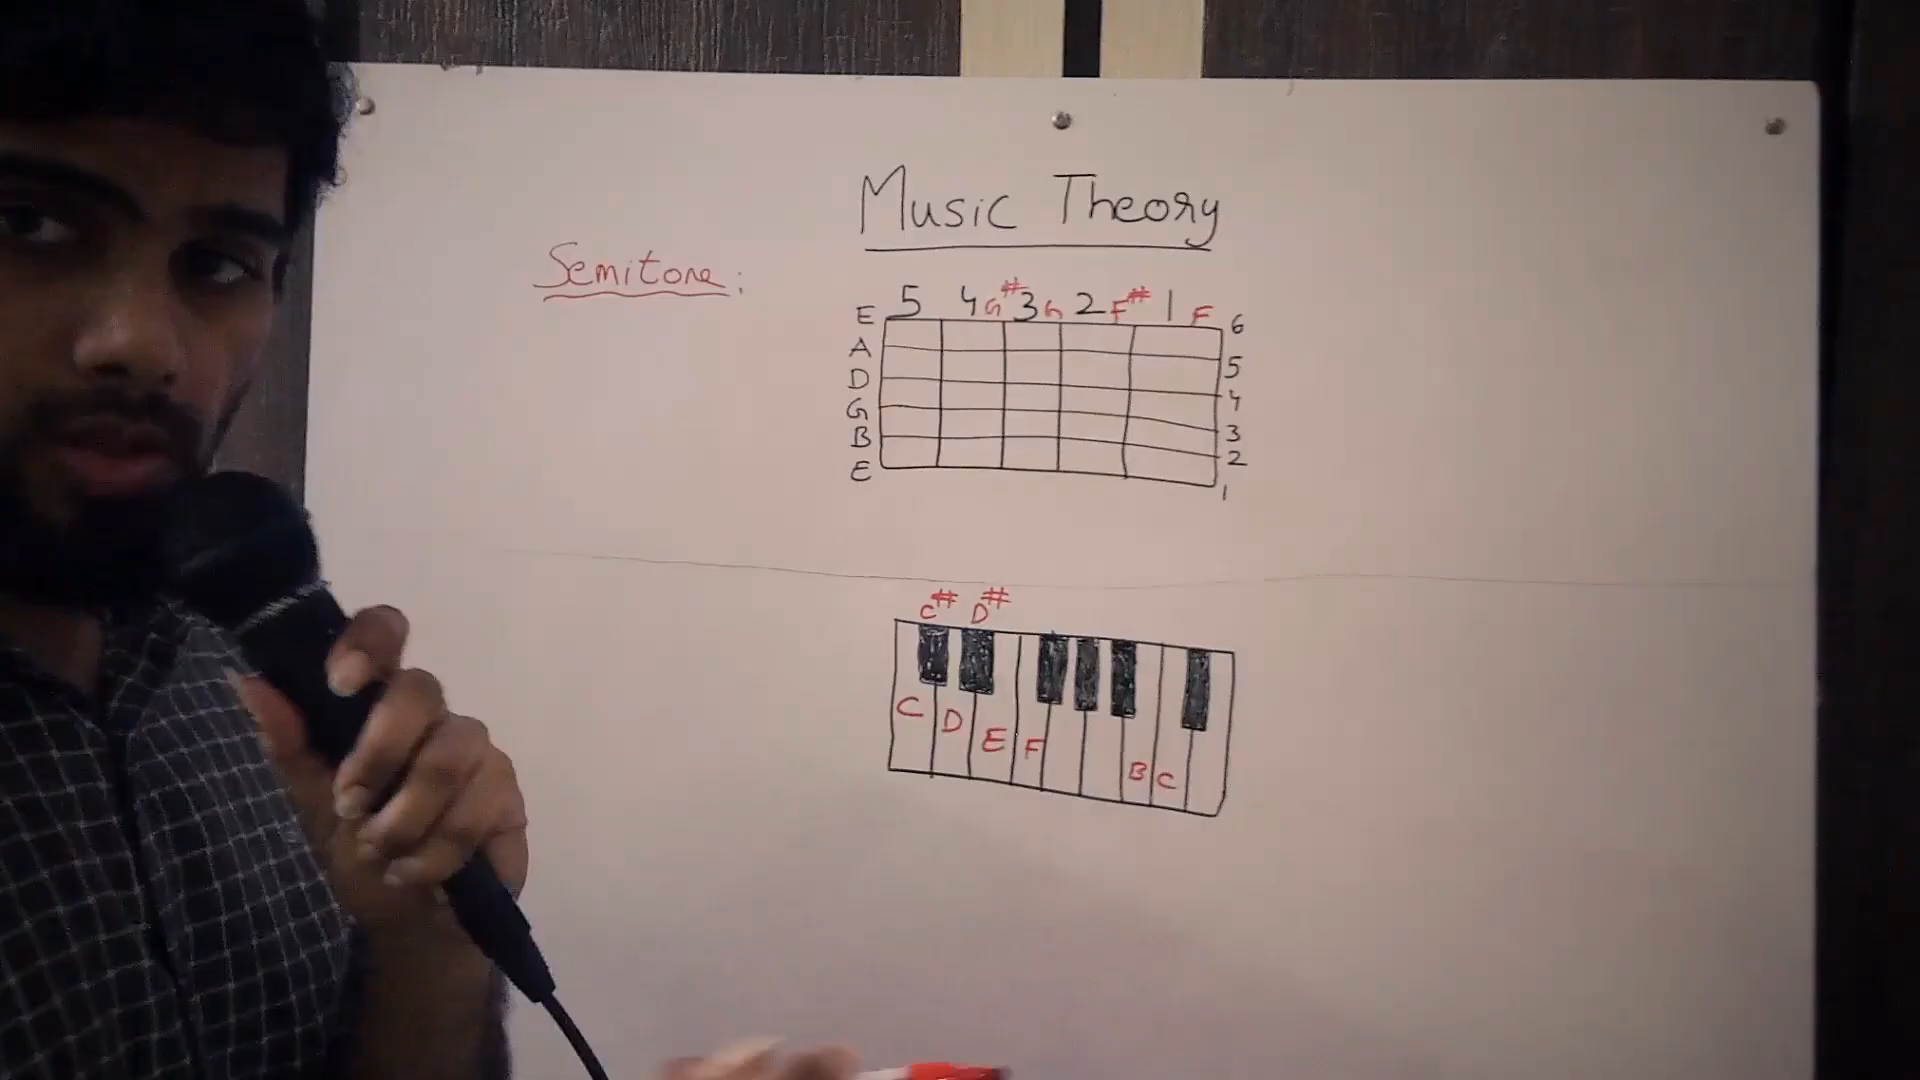 Music Theory
Semitone:
5 4 G# 3 G 2 F# 1 F
E 6
A 5
D 4
G 3
B 2
E 1
C# D#
C D E F B C